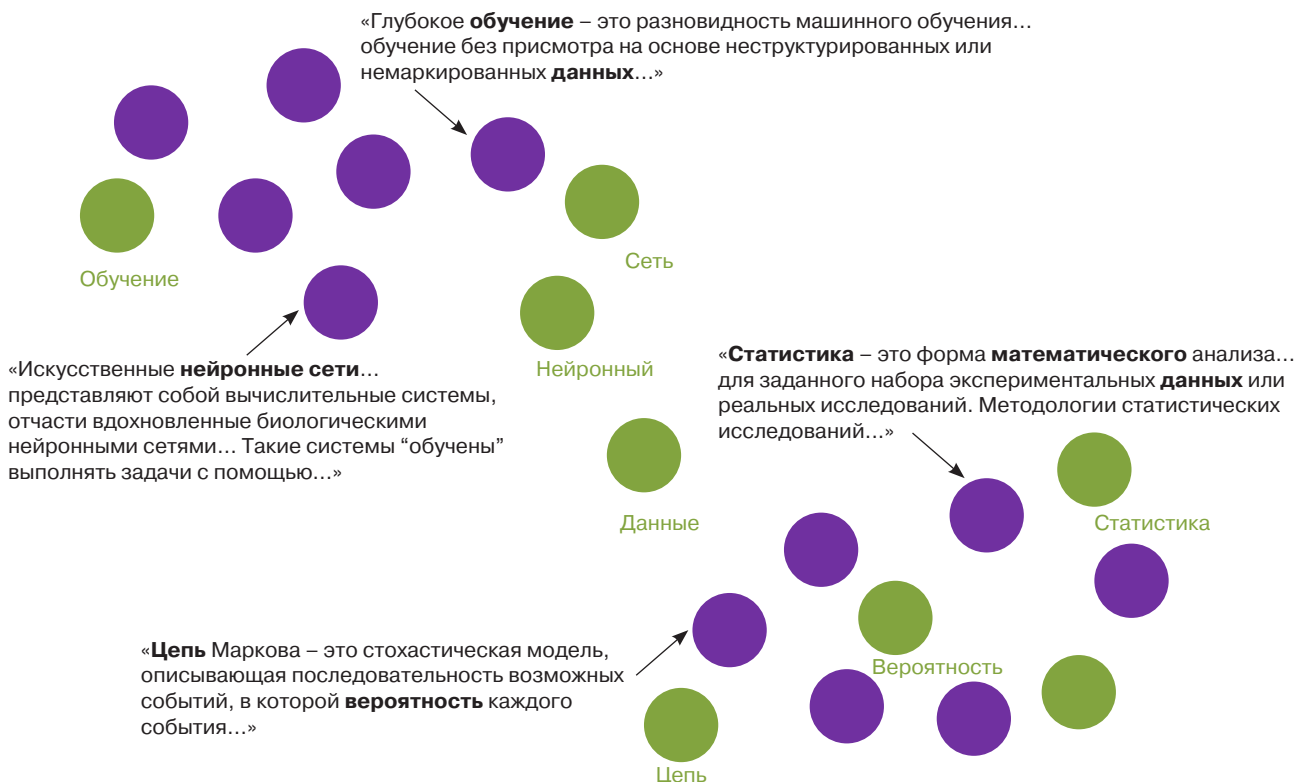 «Глубокое обучение – это разновидность машинного обучения…
обучение без присмотра на основе неструктурированных или
немаркированных данных…»
Обучение
Сеть
Нейронный
«Искусственные нейронные сети…
представляют собой вычислительные системы,
отчасти вдохновленные биологическими
нейронными сетями… Такие системы “обучены”
выполнять задачи с помощью…»
«Статистика – это форма математического анализа…
для заданного набора экспериментальных данных или
реальных исследований. Методологии статистических
исследований…»
Данные
Статистика
«Цепь Маркова – это стохастическая модель,
описывающая последовательность возможных
событий, в которой вероятность каждого
события…»
Вероятность
Цепь